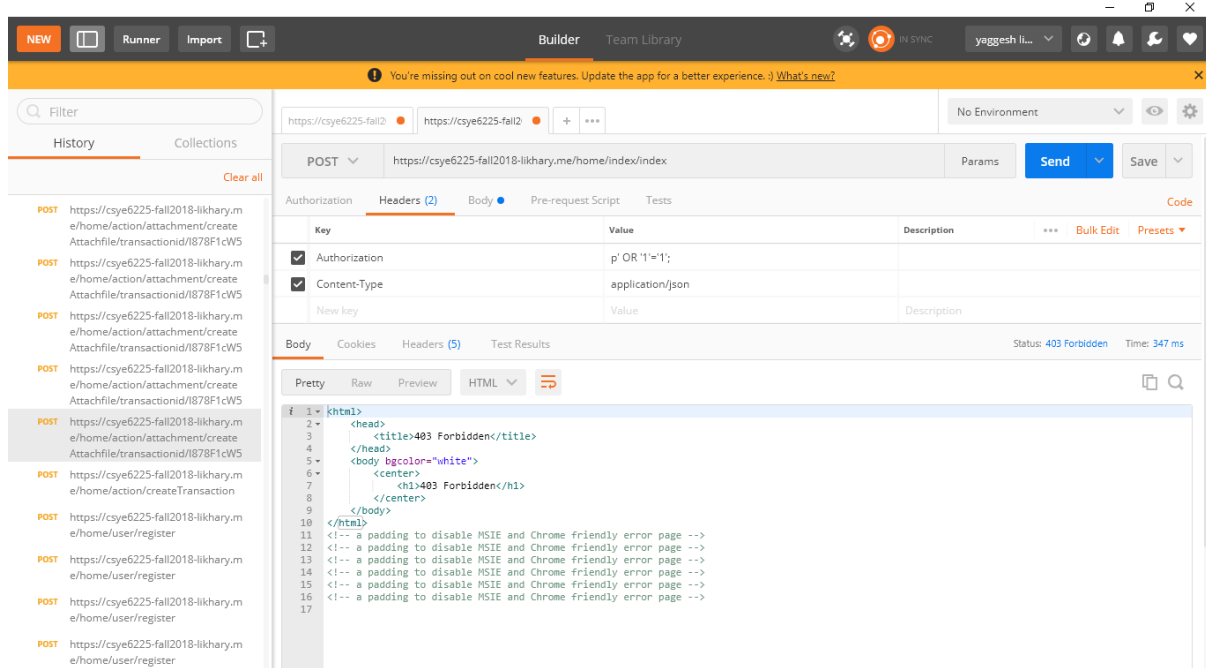 NEW Runner Import Builder Team Library IN SYNC yaggesh li...
You're missing out on cool new features. Update the app for a better experience. :) What's new?
Filter
History Collections
Clear all
POST https://csye6225-fall2018-likhary.m
e/home/action/attachment/create
Attachfile/transactionid/I878F1cW5
POST https://csye6225-fall2018-likhary.m
e/home/action/attachment/create
Attachfile/transactionid/I878F1cW5
POST https://csye6225-fall2018-likhary.m
e/home/action/attachment/create
Attachfile/transactionid/I878F1cW5
POST https://csye6225-fall2018-likhary.m
e/home/action/attachment/create
Attachfile/transactionid/I878F1cW5
POST https://csye6225-fall2018-likhary.m
e/home/action/attachment/create
Attachfile/transactionid/I878F1cW5
POST https://csye6225-fall2018-likhary.m
e/home/action/createTransaction
POST https://csye6225-fall2018-likhary.m
e/home/user/register
POST https://csye6225-fall2018-likhary.m
e/home/user/register
POST https://csye6225-fall2018-likhary.m
e/home/user/register
POST https://csye6225-fall2018-likhary.m
e/home/user/register
https://csye6225-fall2 https://csye6225-fall2 + ••• No Environment
POST https://csye6225-fall2018-likhary.me/home/index/index Params Send Save
Authorization Headers (2) Body Pre-request Script Tests Code
Key Value Description ••• Bulk Edit Presets
Authorization p' OR '1'='1';
Content-Type application/json
New key Value Description
Body Cookies Headers (5) Test Results Status: 403 Forbidden Time: 347 ms
Pretty Raw Preview HTML
i 1 <html>
2 <head>
3 <title>403 Forbidden</title>
4 </head>
5 <body bgcolor="white">
6 <center>
7 <h1>403 Forbidden</h1>
8 </center>
9 </body>
10 </html>
11 <!-- a padding to disable MSIE and Chrome friendly error page -->
12 <!-- a padding to disable MSIE and Chrome friendly error page -->
13 <!-- a padding to disable MSIE and Chrome friendly error page -->
14 <!-- a padding to disable MSIE and Chrome friendly error page -->
15 <!-- a padding to disable MSIE and Chrome friendly error page -->
16 <!-- a padding to disable MSIE and Chrome friendly error page -->
17